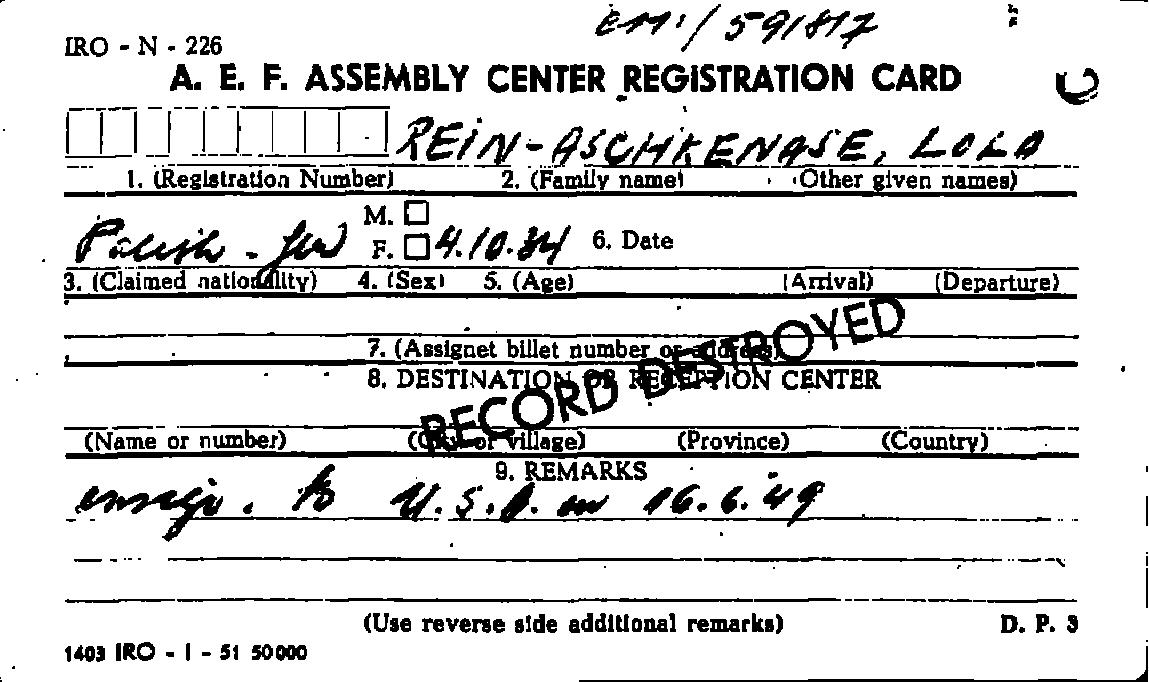 EM:/591817
IRO - N - 226
A. E. F. ASSEMBLY CENTER REGISTRATION CARD
REIN-ASCHKENASE, LOLA
1. (Registration Number) 2. (Family name) (Other given names)
M.
Polish - Jew F. 4.10.34 6. Date
3. (Claimed nationality) 4. (Sex) 5. (Age) (Arrival) (Departure)
7. (Assignet billet number or address)
8. DESTINATION OR RECEPTION CENTER
RECORD DESTROYED
(Name or number) (City or village) (Province) (Country)
9. REMARKS
emigr. to U.S.A. on 16.6.49
(Use reverse side additional remarks) D. P. 3
1403 IRO - I - 51 50000